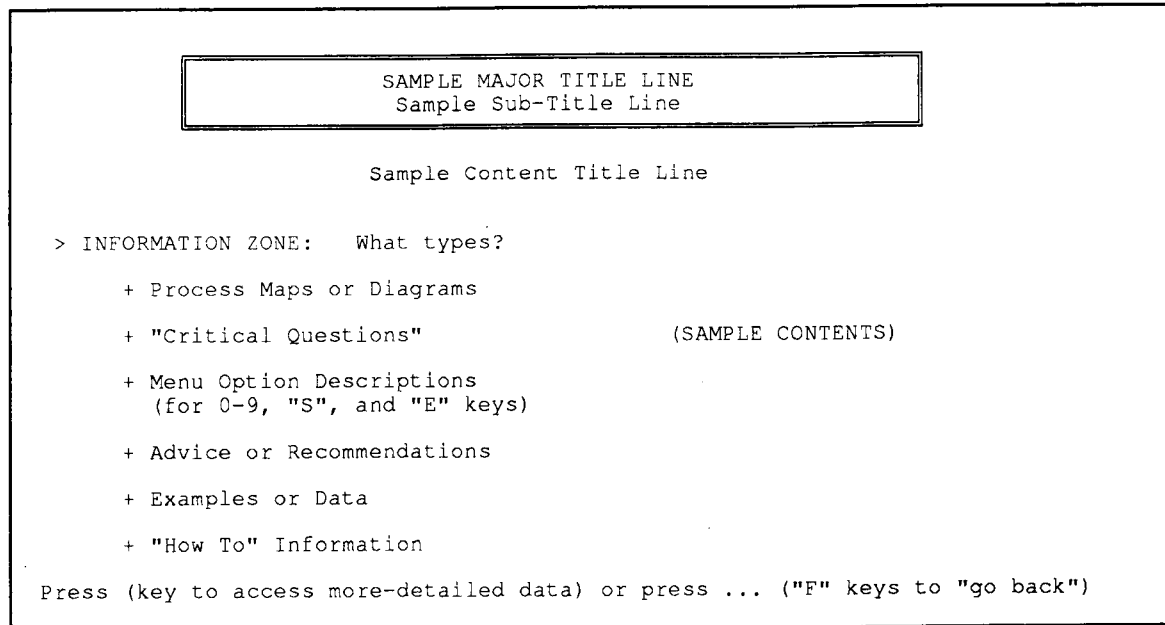 SAMPLE MAJOR TITLE LINE
Sample Sub-Title Line
Sample Content Title Line
> INFORMATION ZONE: What types?
+ Process Maps or Diagrams
+ "Critical Questions" (SAMPLE CONTENTS)
+ Menu Option Descriptions
(for 0-9, "S", and "E" keys)
+ Advice or Recommendations
+ Examples or Data
+ "How To" Information
Press (key to access more-detailed data) or press ... ("F" keys to "go back")